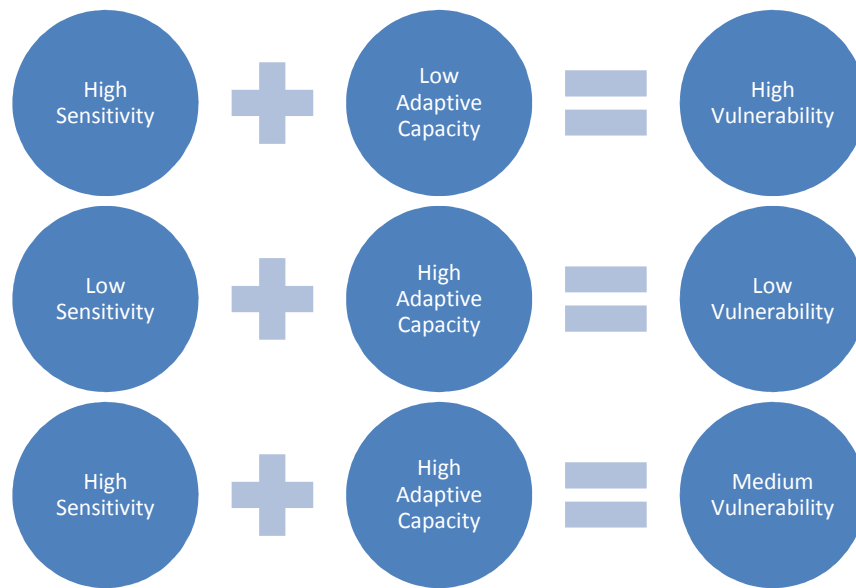 High
Sensitivity
Low
Adaptive
Capacity
High
Vulnerability
Low
Sensitivity
High
Adaptive
Capacity
Low
Vulnerability
High
Sensitivity
High
Adaptive
Capacity
Medium
Vulnerability